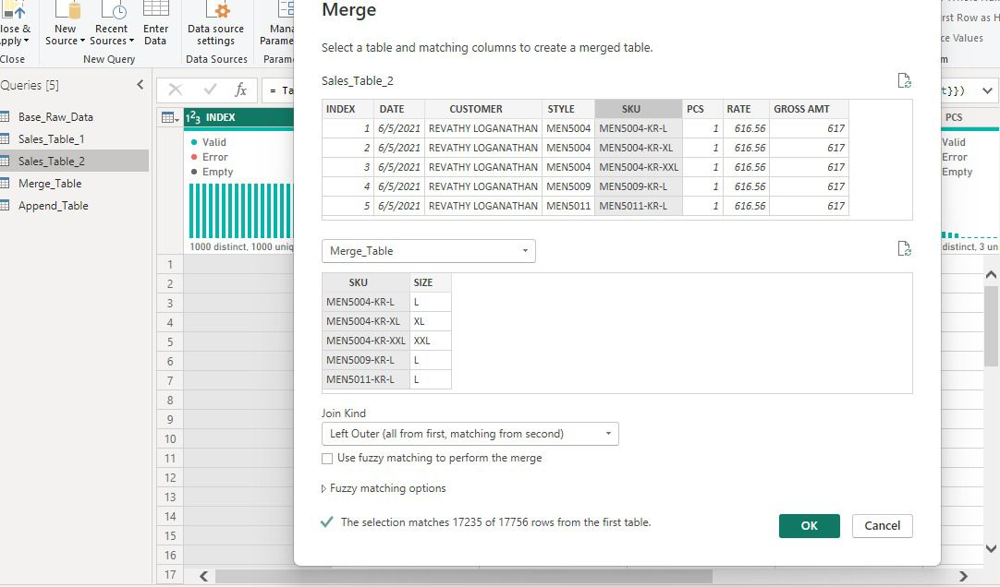 Merge
Select a table and matching columns to create a merged table.
Sales_Table_2
INDEX DATE CUSTOMER STYLE SKU PCS RATE GROSS AMT
1 6/5/2021 REVATHY LOGANATHAN MEN5004 MEN5004-KR-L 1 616.56 617
2 6/5/2021 REVATHY LOGANATHAN MEN5004 MEN5004-KR-XL 1 616.56 617
3 6/5/2021 REVATHY LOGANATHAN MEN5004 MEN5004-KR-XXL 1 616.56 617
4 6/5/2021 REVATHY LOGANATHAN MEN5009 MEN5009-KR-L 1 616.56 617
5 6/5/2021 REVATHY LOGANATHAN MEN5011 MEN5011-KR-L 1 616.56 617
Merge_Table
SKU SIZE
MEN5004-KR-L L
MEN5004-KR-XL XL
MEN5004-KR-XXL XXL
MEN5009-KR-L L
MEN5011-KR-L L
Join Kind
Left Outer (all from first, matching from second)
Use fuzzy matching to perform the merge
Fuzzy matching options
The selection matches 17235 of 17756 rows from the first table.
OK Cancel
lose &
pply
Close
New
Source
Recent
Sources
Enter
Data
New Query
Data source
settings
Data Sources
Mana
Parame
Param
rst Row as H
ce Values
Queries [5]
Base_Raw_Data
Sales_Table_1
Sales_Table_2
Merge_Table
Append_Table
fx
= Ta
t}})
123 INDEX
Valid
Error
Empty
1000 distinct, 1000 uniq
PCS
Valid
Error
Empty
distinct, 3 un
1
2
3
4
5
6
7
8
9
10
11
12
13
14
15
16
17